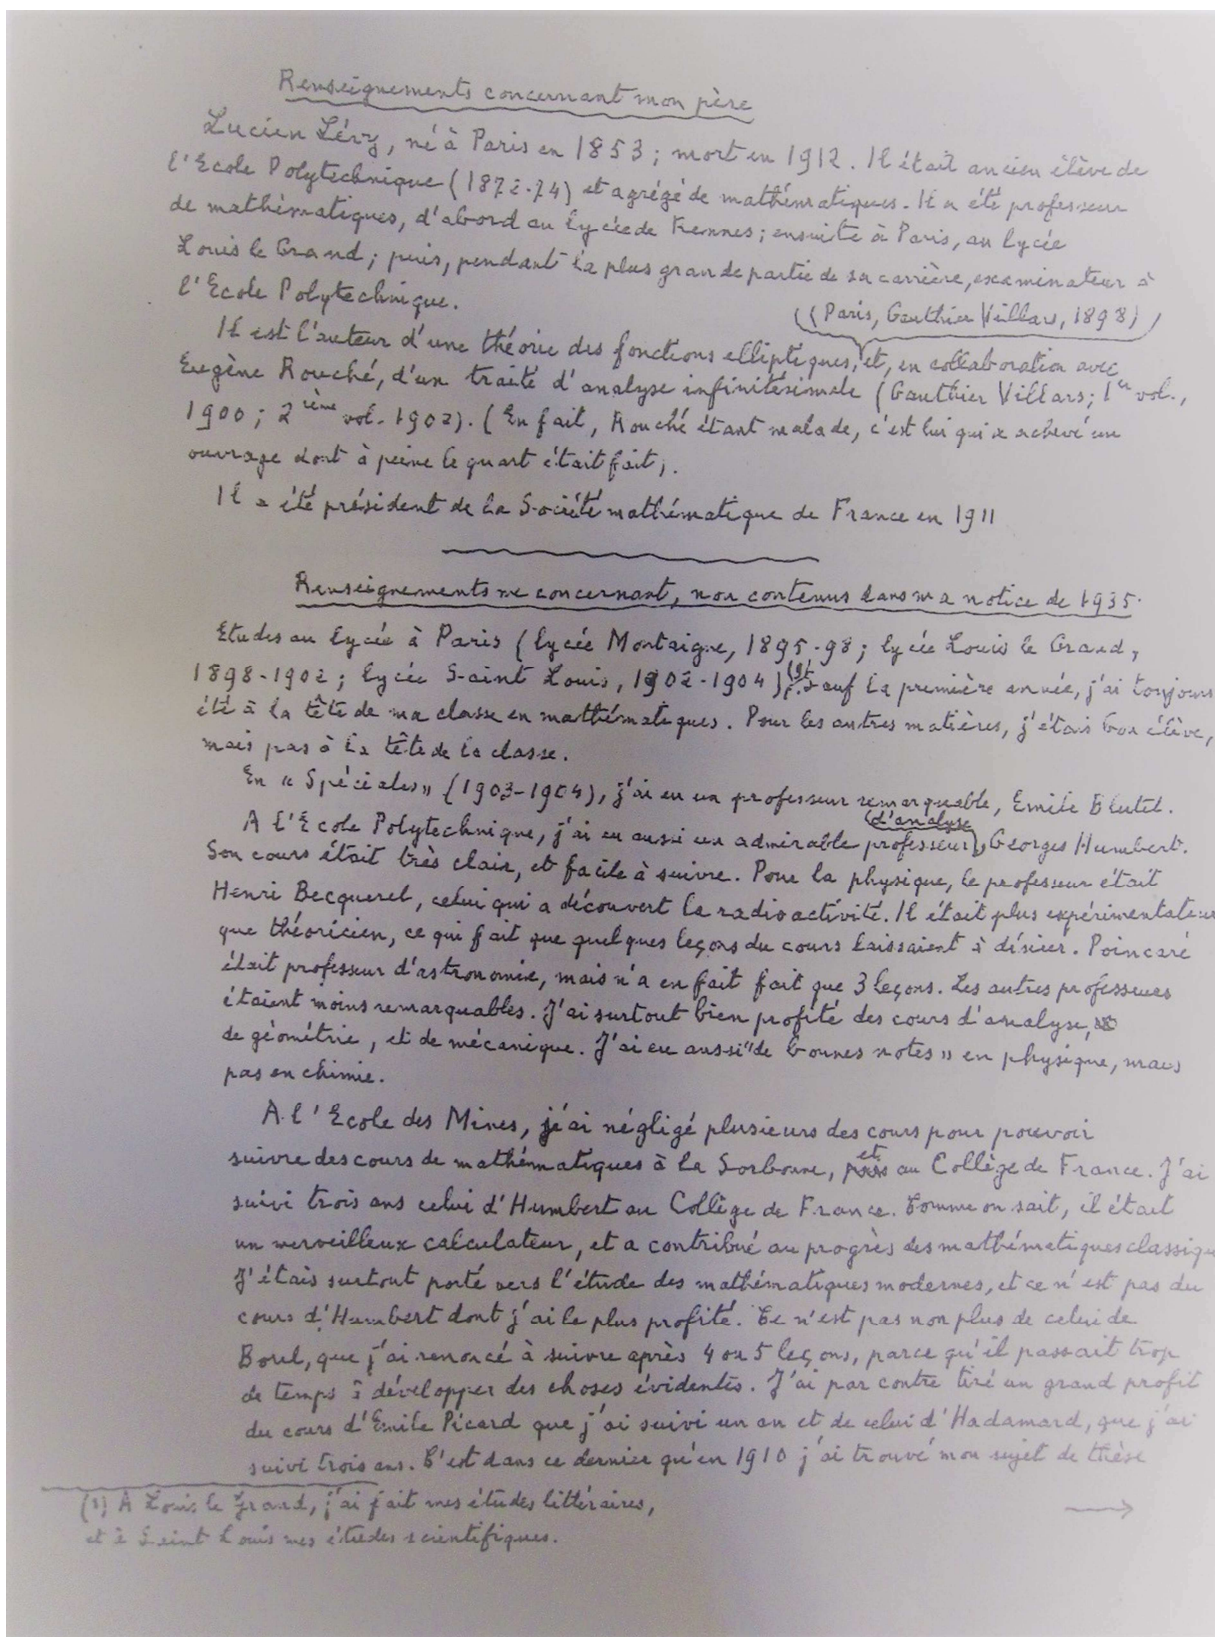 Renseignements concernant mon père
Lucien Lévy, né à Paris en 1853 ; mort en 1912. Il était ancien élève de
l'Ecole Polytechnique (1872-74) et agrégé de mathématiques. Il a été professeur
de mathématiques, d'abord au lycée de Rennes ; ensuite à Paris, au lycée
Louis le Grand ; puis, pendant la plus grande partie de sa carrière, examinateur à
l'Ecole Polytechnique.
(Paris, Gauthier Villars, 1898)
Il est l'auteur d'une théorie des fonctions elliptiques, et, en collaboration avec
Eugène Rouché, d'un traité d'analyse infinitésimale (Gauthier Villars ; 1er vol.,
1900 ; 2ième vol. 1902). (En fait, Rouché étant malade, c'est lui qui a achevé un
ouvrage dont à peine le quart était fait).
Il a été président de la Société mathématique de France en 1911
Renseignements me concernant, non contenus dans ma notice de 1935.
Etudes au lycée à Paris (lycée Montaigne, 1895-98 ; lycée Louis le Grand,
1898-1902 ; lycée Saint Louis, 1902-1904)(1). Sauf la première année, j'ai toujours
été à la tête de ma classe en mathématiques. Pour les autres matières, j'étais bon élève,
mais pas à la tête de la classe.
En « Spéciales » (1903-1904), j'ai eu un professeur remarquable, Emile Blutel.
A l'Ecole Polytechnique, j'ai eu aussi un admirable professeur d'analyse, Georges Humbert.
Son cours était très clair, et facile à suivre. Pour la physique, le professeur était
Henri Becquerel, celui qui a découvert la radioactivité. Il était plus expérimentateur
que théoricien, ce qui fait que quelques leçons du cours laissaient à désirer. Poincaré
était professeur d'astronomie, mais n'a en fait fait que 3 leçons. Les autres professeurs
étaient moins remarquables. J'ai surtout bien profité des cours d'analyse,
de géométrie, et de mécanique. J'ai eu aussi "de bonnes notes" en physique, mais
pas en chimie.
A l'Ecole des Mines, j'ai négligé plusieurs des cours pour pouvoir
suivre des cours de mathématiques à la Sorbonne, et au Collège de France. J'ai
suivi trois ans celui d'Humbert au Collège de France. Comme on sait, il était
un merveilleux calculateur, et a contribué au progrès des mathématiques classiqu
J'étais surtout porté vers l'étude des mathématiques modernes, et ce n'est pas du
cours d'Humbert dont j'ai le plus profité. Ce n'est pas non plus de celui de
Borel, que j'ai renoncé à suivre après 4 ou 5 leçons, parce qu'il passait trop
de temps à développer des choses évidentes. J'ai par contre tiré un grand profit
du cours d'Emile Picard que j'ai suivi un an et de celui d'Hadamard, que j'ai
suivi trois ans. C'est dans ce dernier qu'en 1910 j'ai trouvé mon sujet de thèse
(1) A Louis le Grand, j'ai fait mes études littéraires,
et à Saint Louis mes études scientifiques.